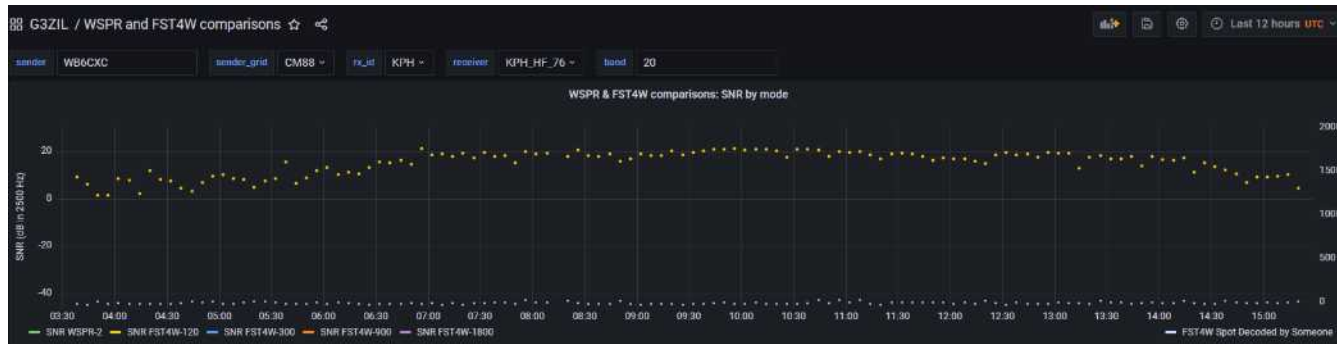 G3ZIL / WSPR and FST4W comparisons
Last 12 hours UTC
sender WB6CXC sender_grid CM88 rx_id KPH receiver KPH_HF_76 band 20
WSPR & FST4W comparisons: SNR by mode
SNR (dB in 2500 Hz)
20
0
-20
-40
2000
1500
1000
500
0
03:30 04:00 04:30 05:00 05:30 06:00 06:30 07:00 07:30 08:00 08:30 09:00 09:30 10:00 10:30 11:00 11:30 12:00 12:30 13:00 13:30 14:00 14:30 15:00
SNR WSPR-2 SNR FST4W-120 SNR FST4W-300 SNR FST4W-900 SNR FST4W-1800 FST4W Spot Decoded by Someone